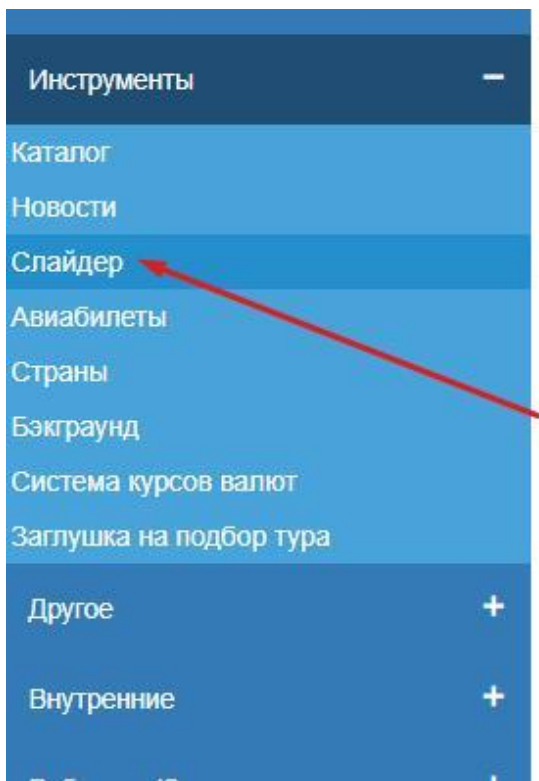 Инструменты −
Каталог
Новости
Слайдер
Авиабилеты
Страны
Бэкграунд
Система курсов валют
Заглушка на подбор тура
Другое +
Внутренние +